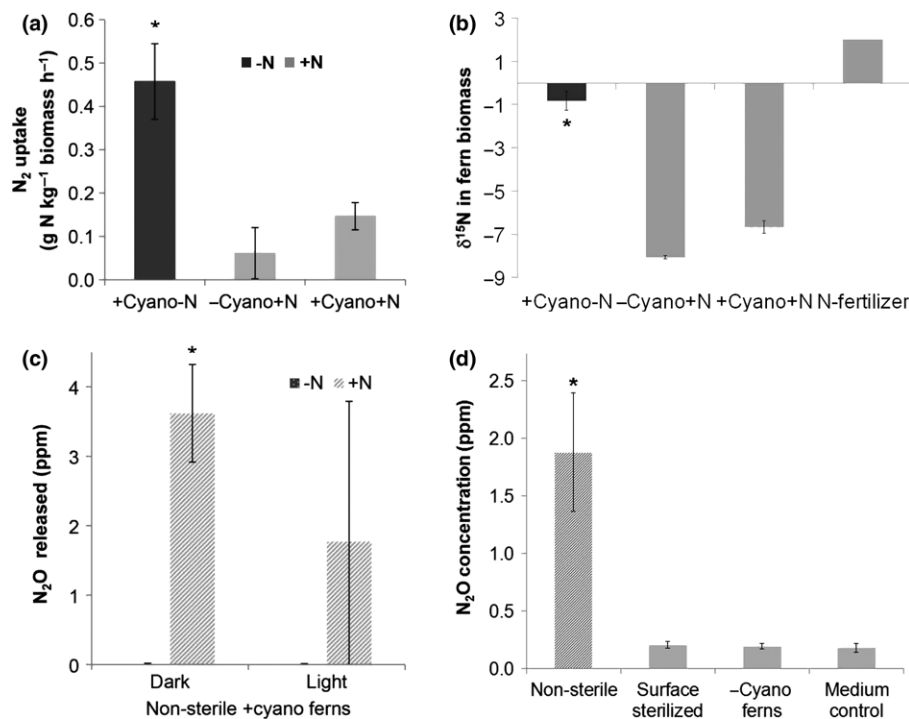 (a)
*
-N +N
N₂ uptake
(g N kg⁻¹ biomass h⁻¹)
0.6
0.5
0.4
0.3
0.2
0.1
0.0
+Cyano-N –Cyano+N +Cyano+N
(b)
δ¹⁵N in fern biomass
3
1
−1
−3
−5
−7
−9
*
+Cyano-N –Cyano+N +Cyano+N N-fertilizer
(c)
*
-N +N
N₂O released (ppm)
4
3
2
1
0
Dark Light
Non-sterile +cyano ferns
(d)
*
N₂O concentration (ppm)
2.5
2.0
1.5
1.0
0.5
0.0
Non-sterile Surface –Cyano Medium
sterilized ferns control